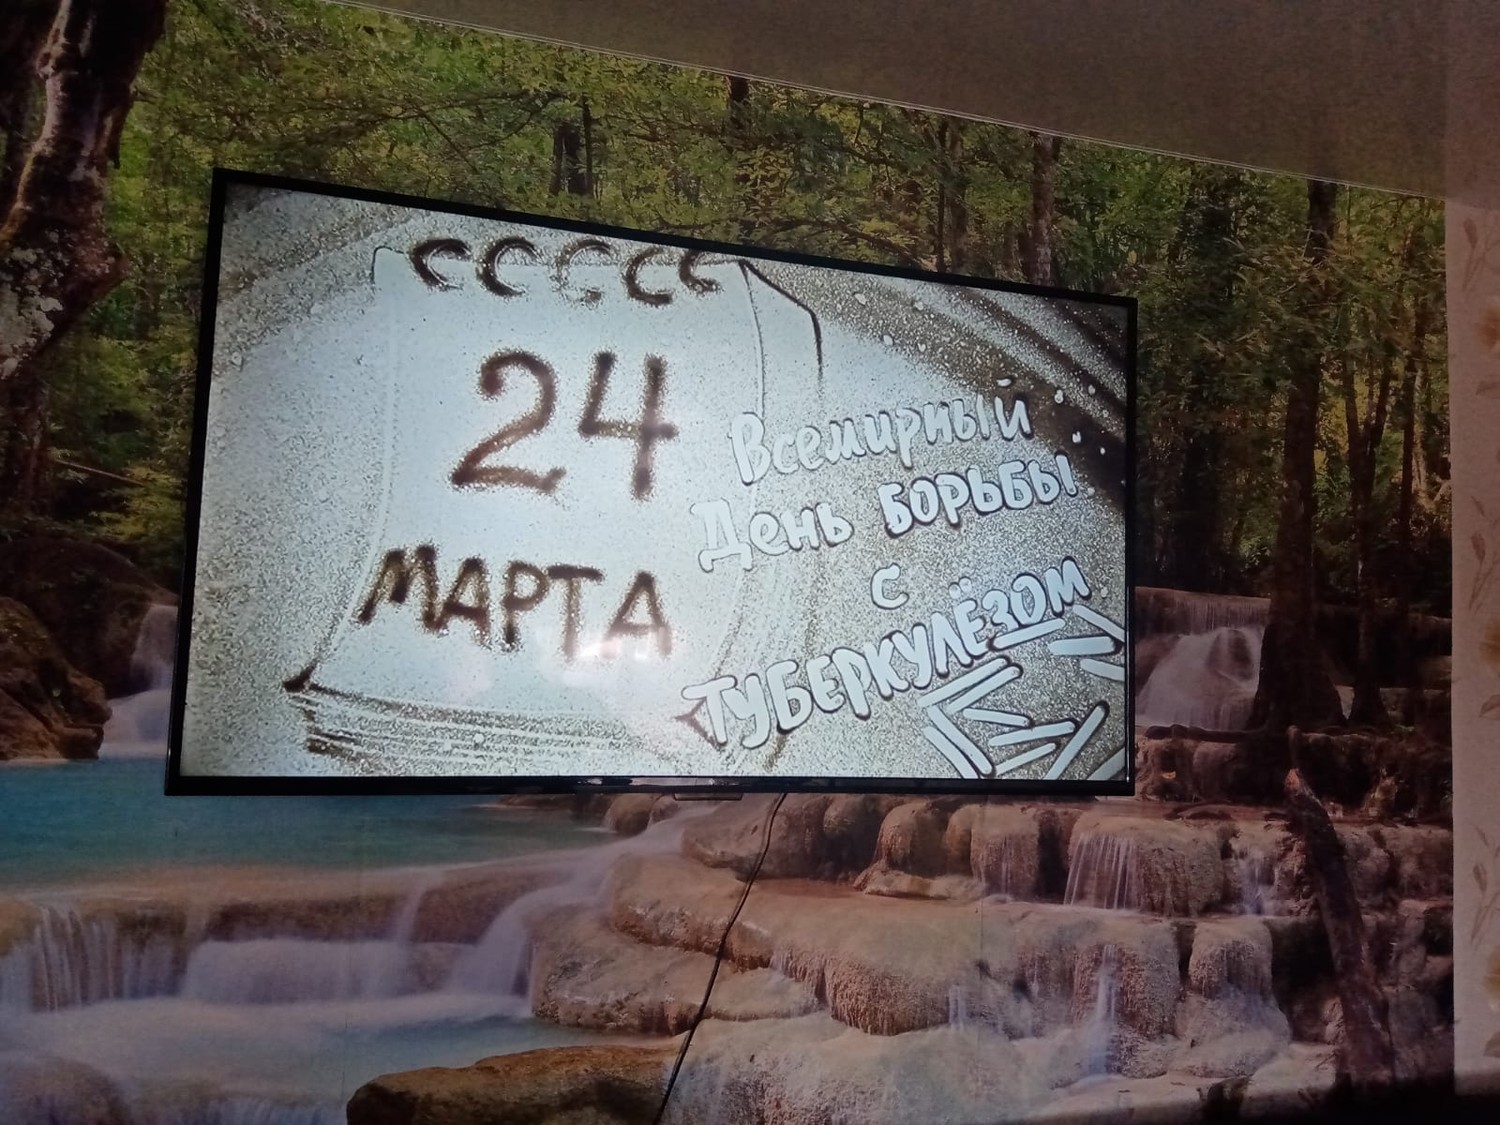 24
МАРТА
Всемирный
День борьбы
с
ТУБЕРКУЛЁЗОМ